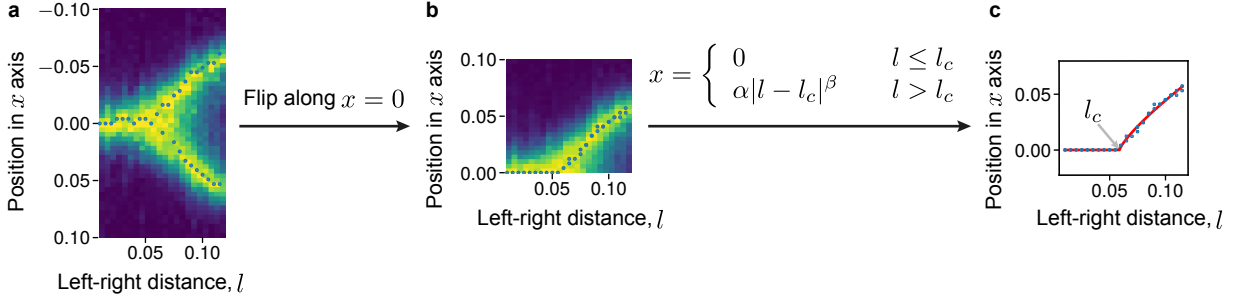 a
Position in x axis
−0.10
−0.05
0.00
0.05
0.10
0.05 0.10
Left-right distance, l
Flip along x = 0
b
Position in x axis
0.10
0.05
0.00
0.05 0.10
Left-right distance, l
x = { 0 l ≤ l_c
α|l − l_c|^β l > l_c
c
Position in x axis
0.05
0.00
l_c
0.05 0.10
Left-right distance, l